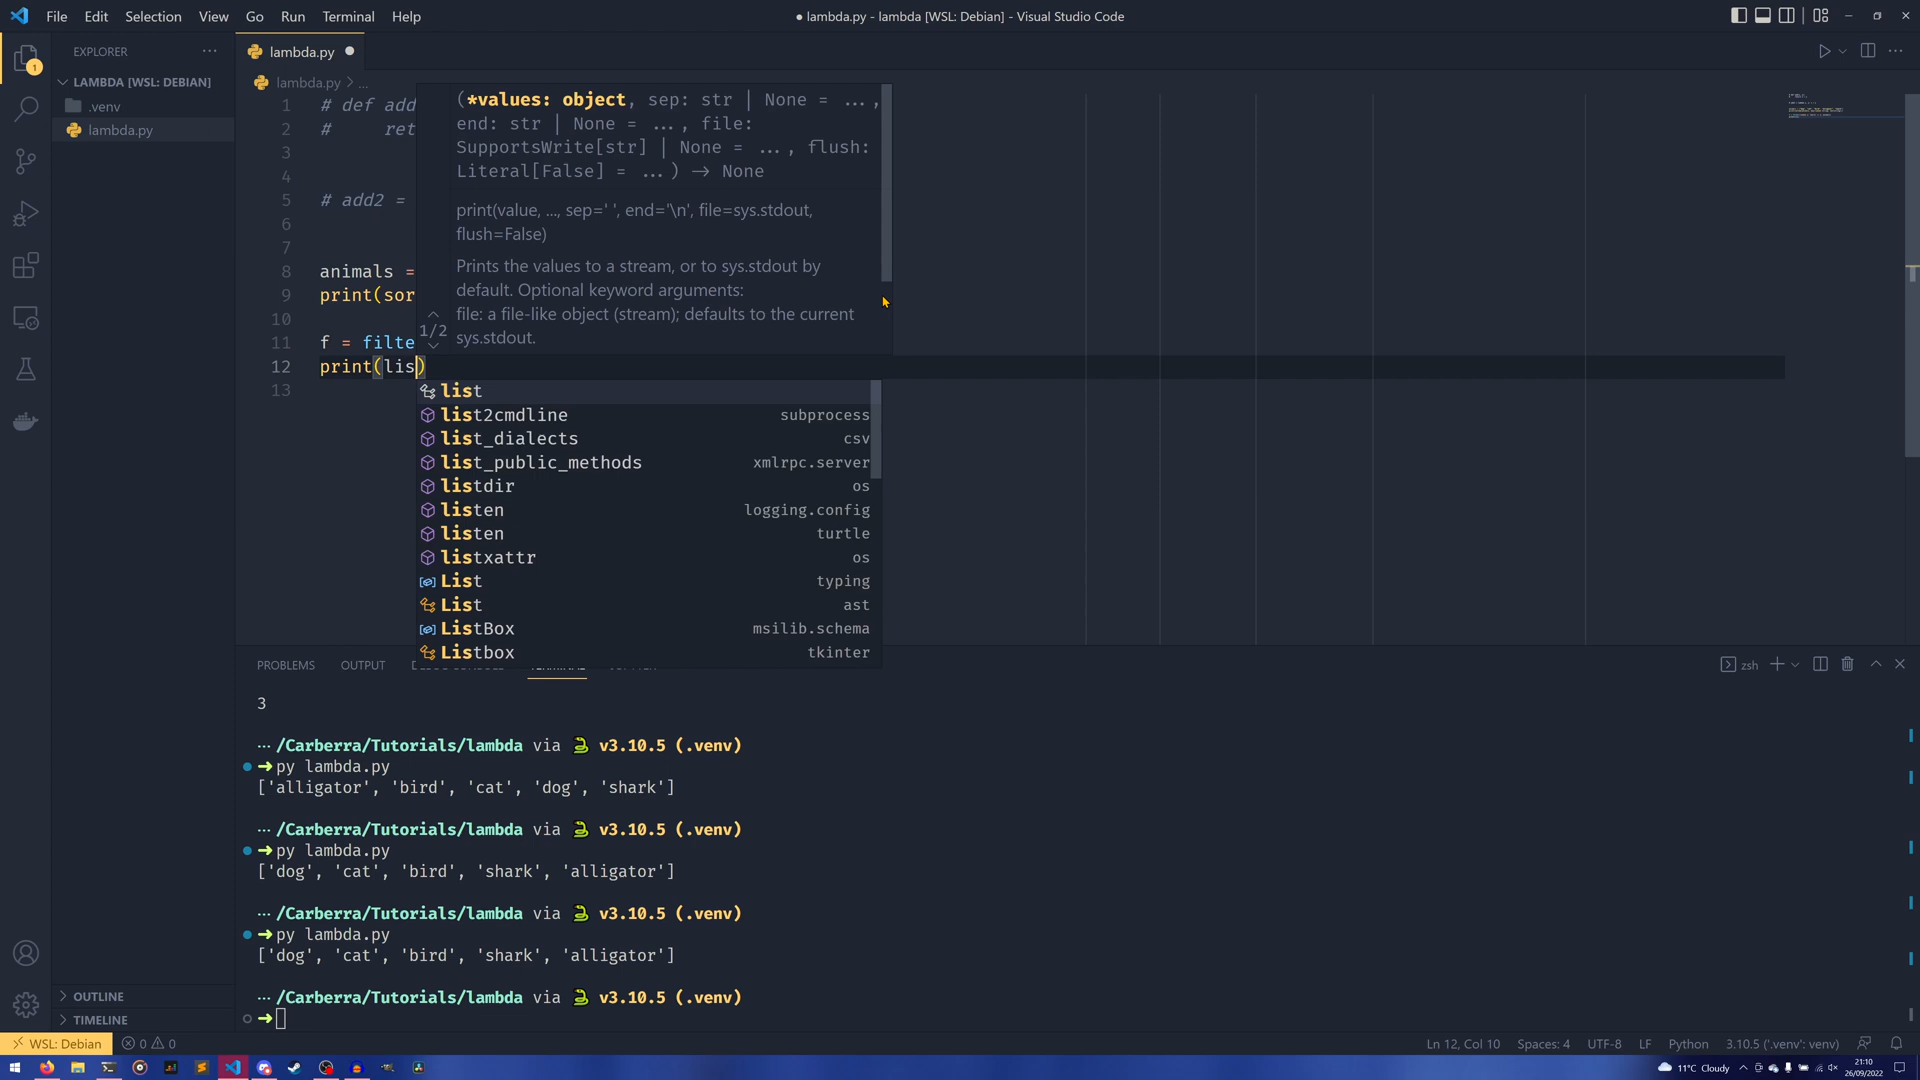 File Edit Selection View Go Run Terminal Help
● lambda.py - lambda [WSL: Debian] - Visual Studio Code
EXPLORER
LAMBDA [WSL: DEBIAN]
.venv
lambda.py
1
lambda.py
lambda.py > ...
1 # def add
2 # ret
3
4
5 # add2 =
6
7
8 animals =
9 print(sor
10
11 f = filte
12 print(lis)
13
(*values: object, sep: str | None = ...,
end: str | None = ..., file:
SupportsWrite[str] | None = ..., flush:
Literal[False] = ...) -> None
print(value, ..., sep=' ', end='\n', file=sys.stdout,
flush=False)
Prints the values to a stream, or to sys.stdout by
default. Optional keyword arguments:
file: a file-like object (stream); defaults to the current
sys.stdout.
1/2
list
list2cmdline subprocess
list_dialects csv
list_public_methods xmlrpc.server
listdir os
listen logging.config
listen turtle
listxattr os
List typing
List ast
ListBox msilib.schema
Listbox tkinter
PROBLEMS OUTPUT
zsh
3
··· /Carberra/Tutorials/lambda via v3.10.5 (.venv)
➜ py lambda.py
['alligator', 'bird', 'cat', 'dog', 'shark']
··· /Carberra/Tutorials/lambda via v3.10.5 (.venv)
➜ py lambda.py
['dog', 'cat', 'bird', 'shark', 'alligator']
··· /Carberra/Tutorials/lambda via v3.10.5 (.venv)
➜ py lambda.py
['dog', 'cat', 'bird', 'shark', 'alligator']
··· /Carberra/Tutorials/lambda via v3.10.5 (.venv)
➜
OUTLINE
TIMELINE
WSL: Debian 0 0
Ln 12, Col 10 Spaces: 4 UTF-8 LF Python 3.10.5 ('.venv': venv)
11°C Cloudy
21:10
26/09/2022